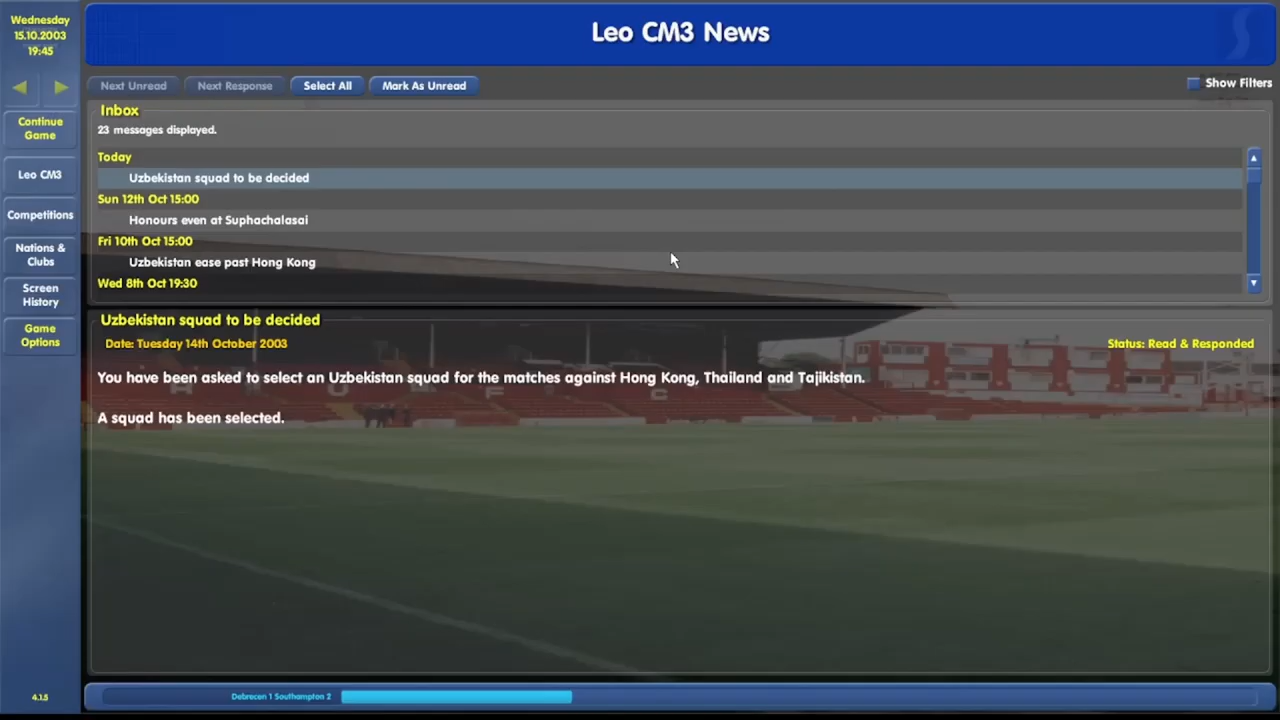 Wednesday
15.10.2003
19:45
Leo CM3 News
Next Unread
Next Response
Select All
Mark As Unread
Show Filters
Continue
Game
Leo CM3
Competitions
Nations &
Clubs
Screen
History
Game
Options
Inbox
23 messages displayed.
Today
Uzbekistan squad to be decided
Sun 12th Oct 15:00
Honours even at Suphachalasai
Fri 10th Oct 15:00
Uzbekistan ease past Hong Kong
Wed 8th Oct 19:30
Uzbekistan squad to be decided
Date: Tuesday 14th October 2003
Status: Read & Responded
You have been asked to select an Uzbekistan squad for the matches against Hong Kong, Thailand and Tajikistan.
A squad has been selected.
4.1.5
Debrecen 1 Southampton 2